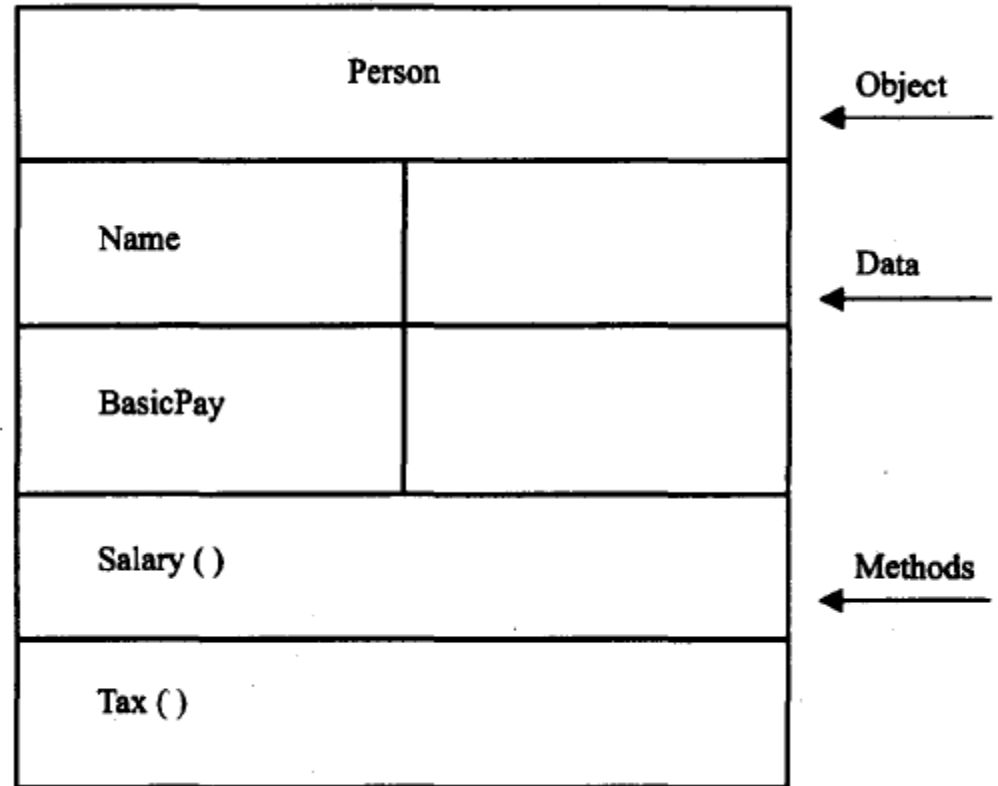 Person
Object
Name
Data
BasicPay
Salary ( )
Methods
Tax ( )